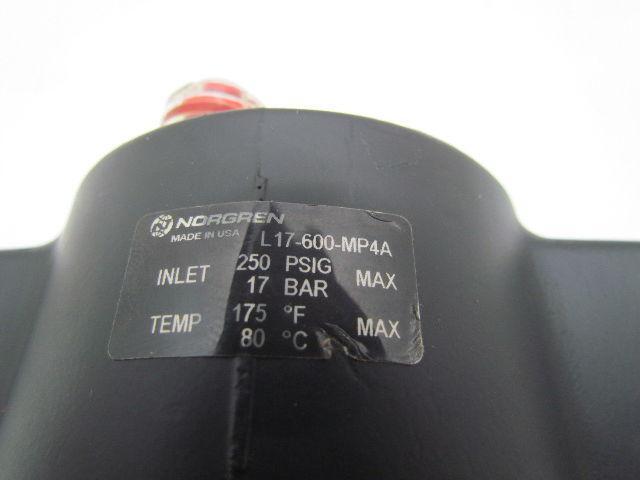 NORGREN
MADE IN USA L17-600-MP4A
INLET 250 PSIG MAX
17 BAR
TEMP 175 °F MAX
80 °C